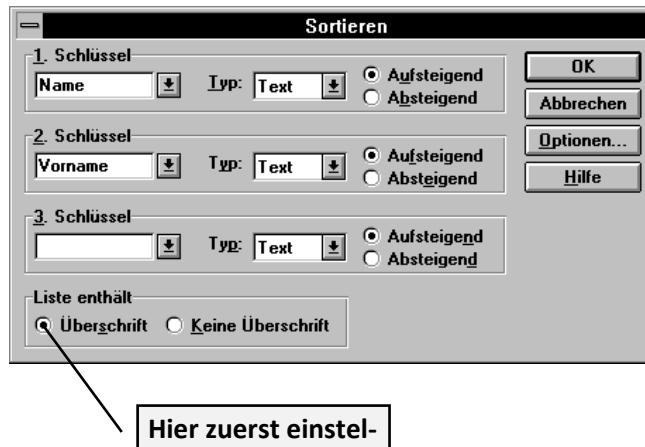 Sortieren
1. Schlüssel
Name Typ: Text Aufsteigend
Absteigend
OK
Abbrechen
Optionen...
Hilfe
2. Schlüssel
Vorname Typ: Text Aufsteigend
Absteigend
3. Schlüssel
Typ: Text Aufsteigend
Absteigend
Liste enthält
Überschrift Keine Überschrift
Hier zuerst einstel-